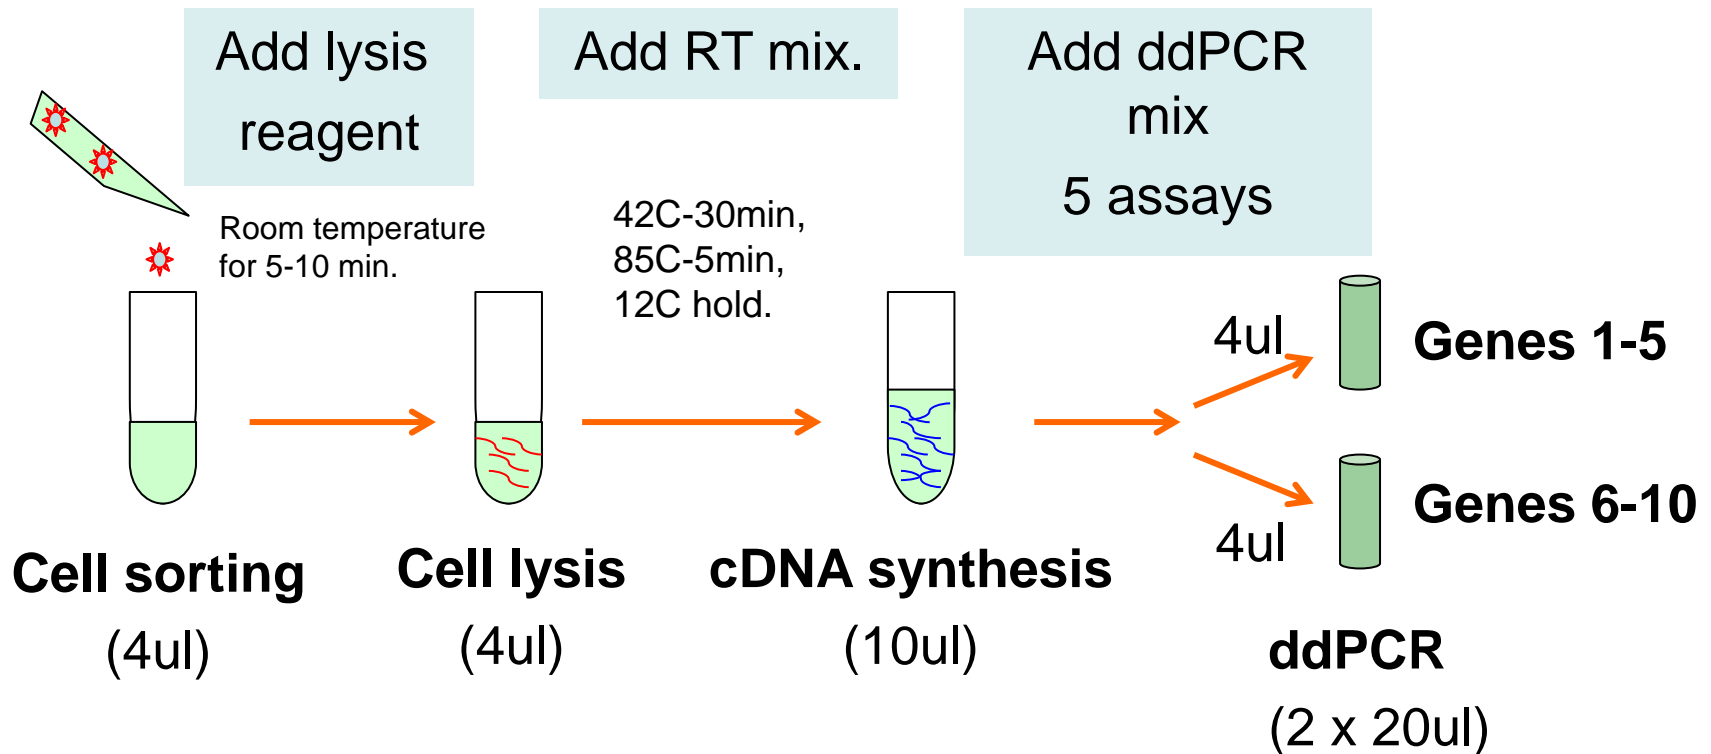 Add lysis
reagent
Add RT mix.
Add ddPCR
mix
5 assays
Room temperature
for 5-10 min.
42C-30min,
85C-5min,
12C hold.
4ul
Genes 1-5
4ul
Genes 6-10
Cell sorting
(4ul)
Cell lysis
(4ul)
cDNA synthesis
(10ul)
ddPCR
(2 x 20ul)